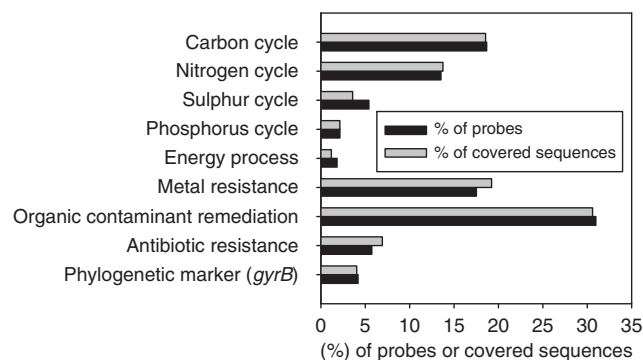 Carbon cycle
Nitrogen cycle
Sulphur cycle
Phosphorus cycle
Energy process
Metal resistance
Organic contaminant remediation
Antibiotic resistance
Phylogenetic marker (gyrB)
% of probes
% of covered sequences
0 5 10 15 20 25 30 35
(%) of probes or covered sequences